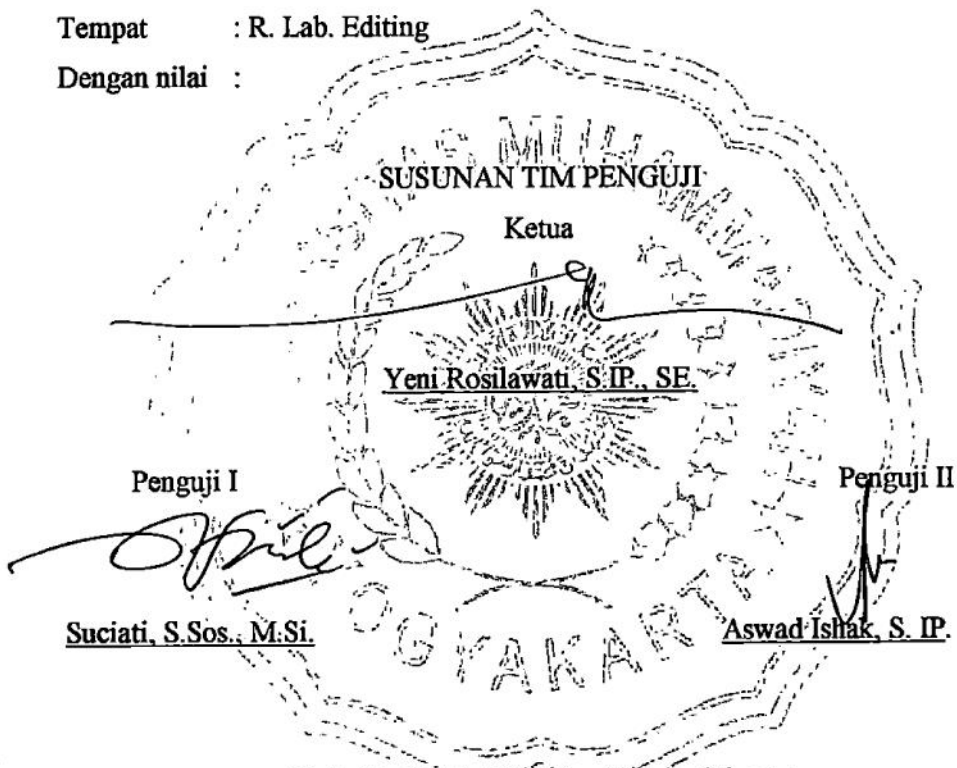 Tempat : R. Lab. Editing
Dengan nilai :
SUSUNAN TIM PENGUJI
Ketua
Yeni Rosilawati, S.IP., SE.
Penguji I
Penguji II
Suciati, S.Sos., M.Si.
Aswad Ishak, S. IP.
YOGYAKARTA